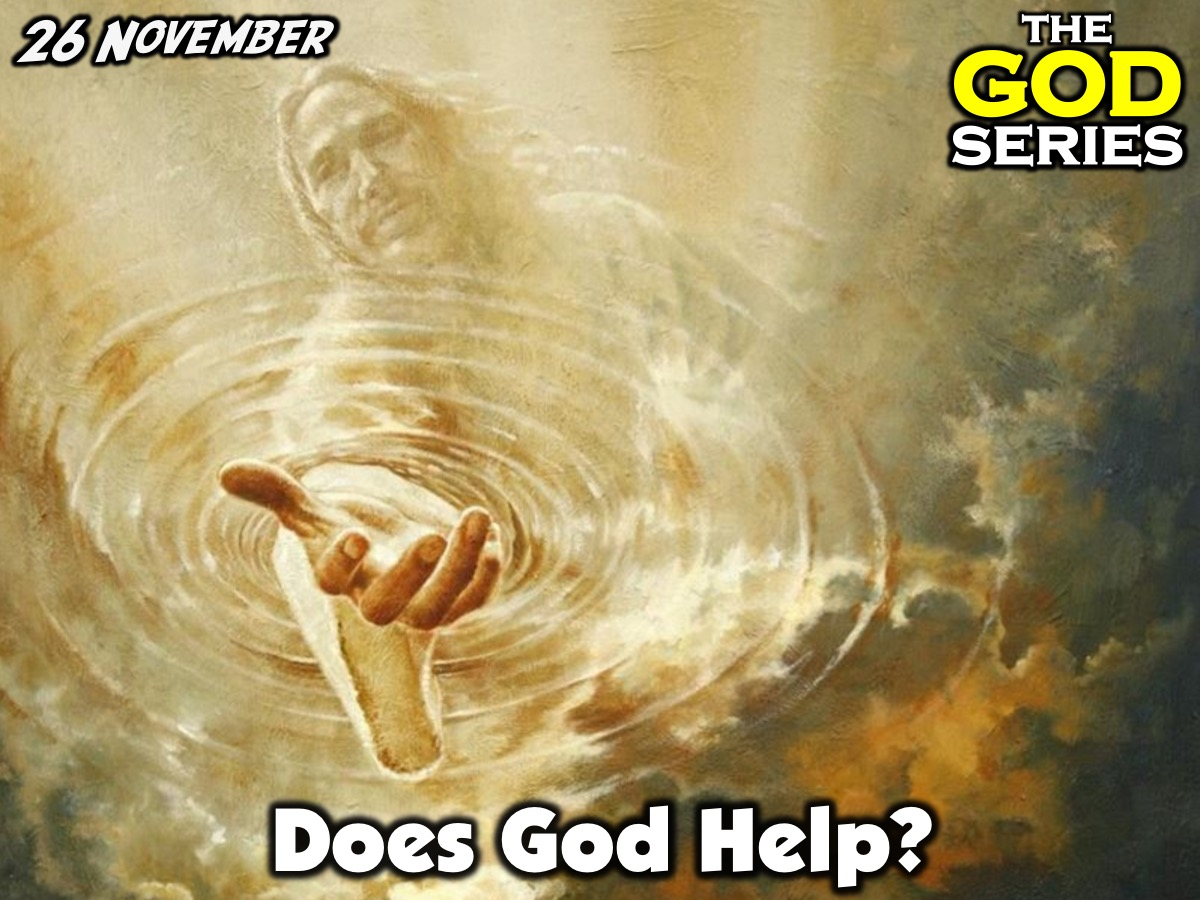 26 November
THE
GOD
SERIES
Does God Help?